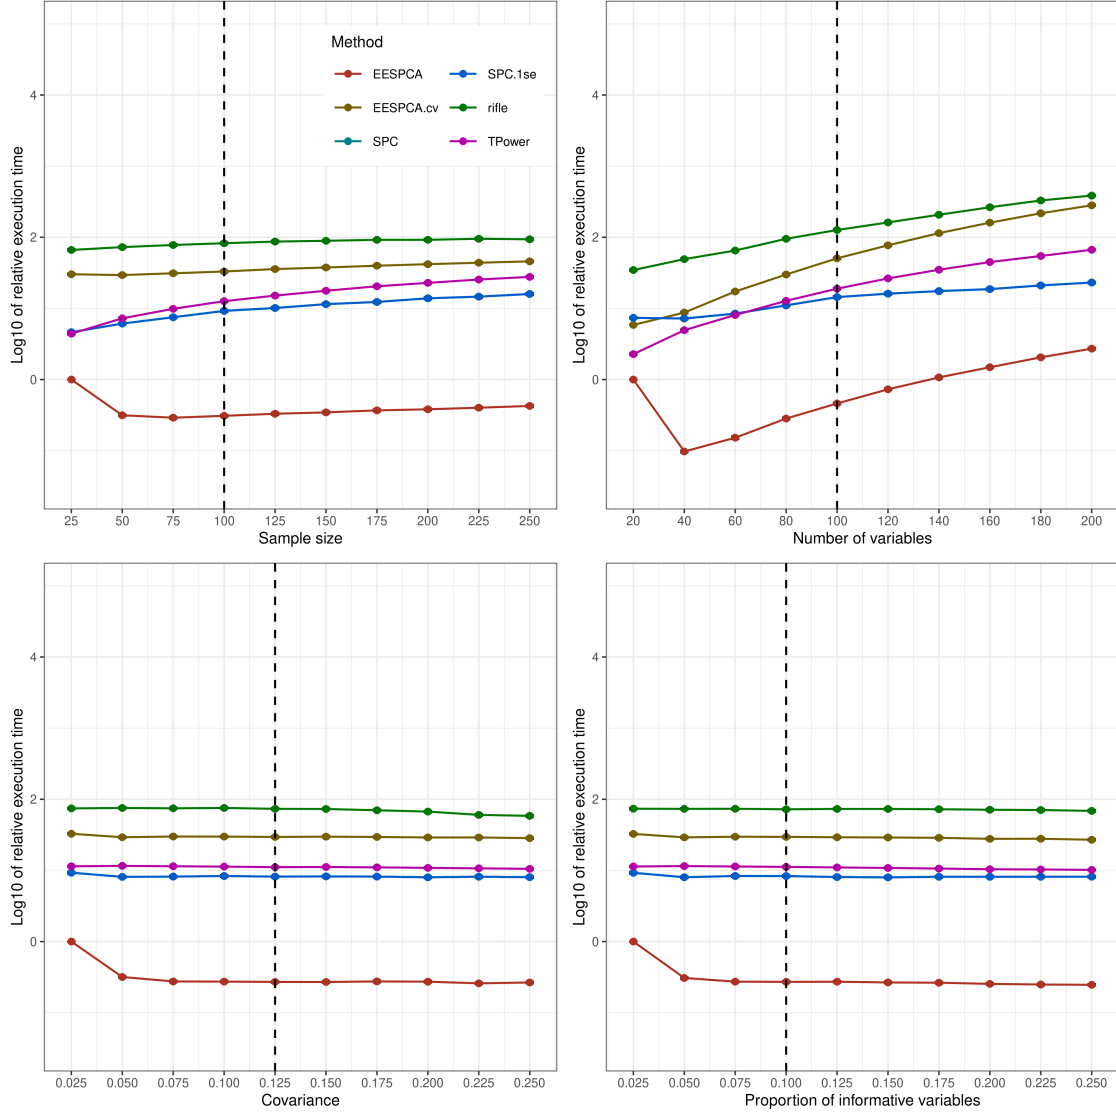 Log10 of relative execution time
4
2
0
Method
EESPCA
EESPCA.cv
SPC
SPC.1se
rifle
TPower
25 50 75 100 125 150 175 200 225 250
Sample size
Log10 of relative execution time
4
2
0
20 40 60 80 100 120 140 160 180 200
Number of variables
Log10 of relative execution time
4
2
0
0.025 0.050 0.075 0.100 0.125 0.150 0.175 0.200 0.225 0.250
Covariance
Log10 of relative execution time
4
2
0
0.025 0.050 0.075 0.100 0.125 0.150 0.175 0.200 0.225 0.250
Proportion of informative variables